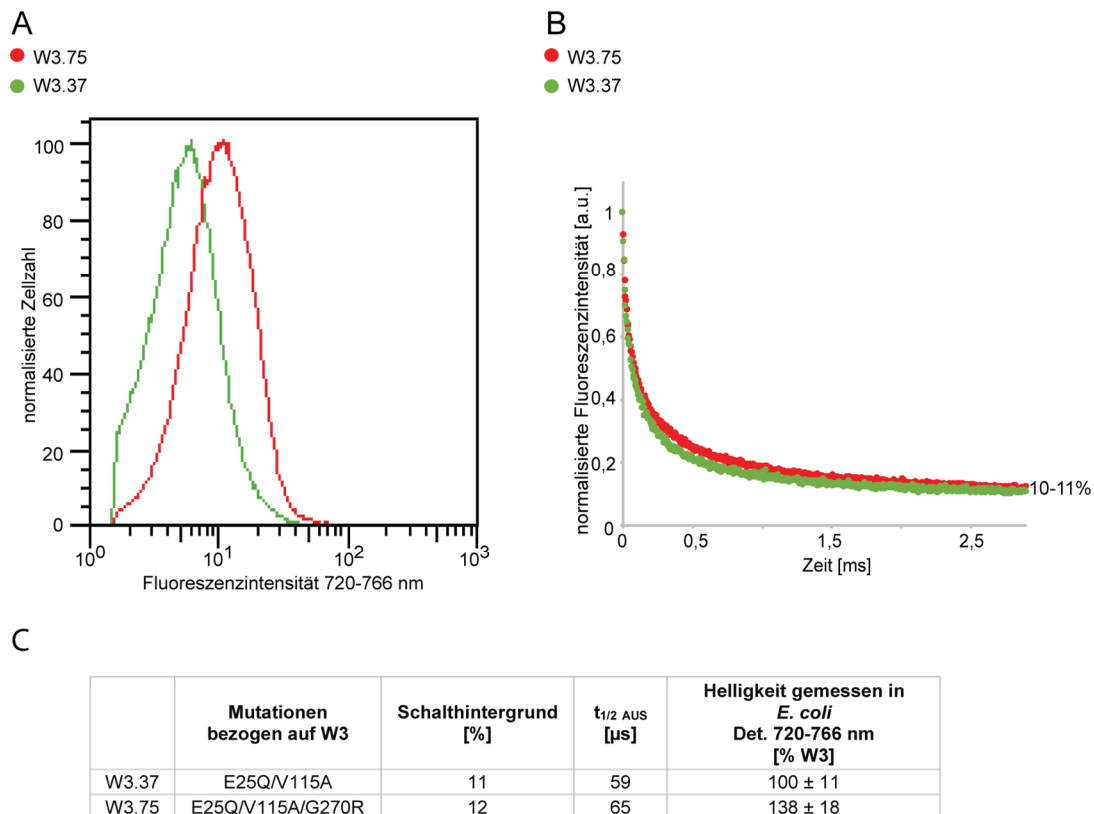 A
W3.75
W3.37
100
80
60
40
20
0
normalisierte Zellzahl
10^0 10^1 10^2 10^3
Fluoreszenzintensität 720-766 nm
B
W3.75
W3.37
1
0,8
0,6
0,4
0,2
0
normalisierte Fluoreszenzintensität [a.u.]
10-11%
0 0,5 1,5 2,5
Zeit [ms]
C
Mutationen bezogen auf W3
Schalthintergrund [%]
t1/2 AUS [µs]
Helligkeit gemessen in E. coli Det. 720-766 nm [% W3]
W3.37 E25Q/V115A 11 59 100 ± 11
W3.75 E25Q/V115A/G270R 12 65 138 ± 18